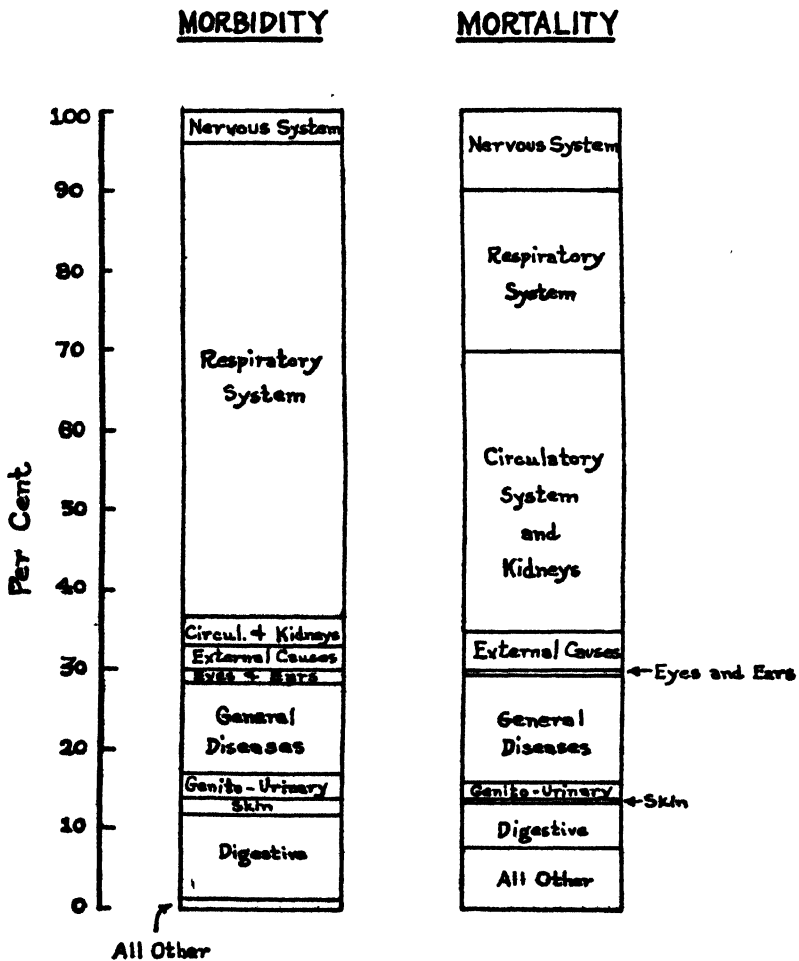 MORBIDITY
MORTALITY
Per Cent
100
90
80
70
60
50
40
30
20
10
0
Nervous System
Respiratory
System
Circul. & Kidneys
External Causes
Eyes & Ears
General
Diseases
Genito-Urinary
Skin
Digestive
All Other
Nervous System
Respiratory
System
Circulatory
System
and
Kidneys
External Causes
Eyes and Ears
General
Diseases
Genito-Urinary
Skin
Digestive
All Other